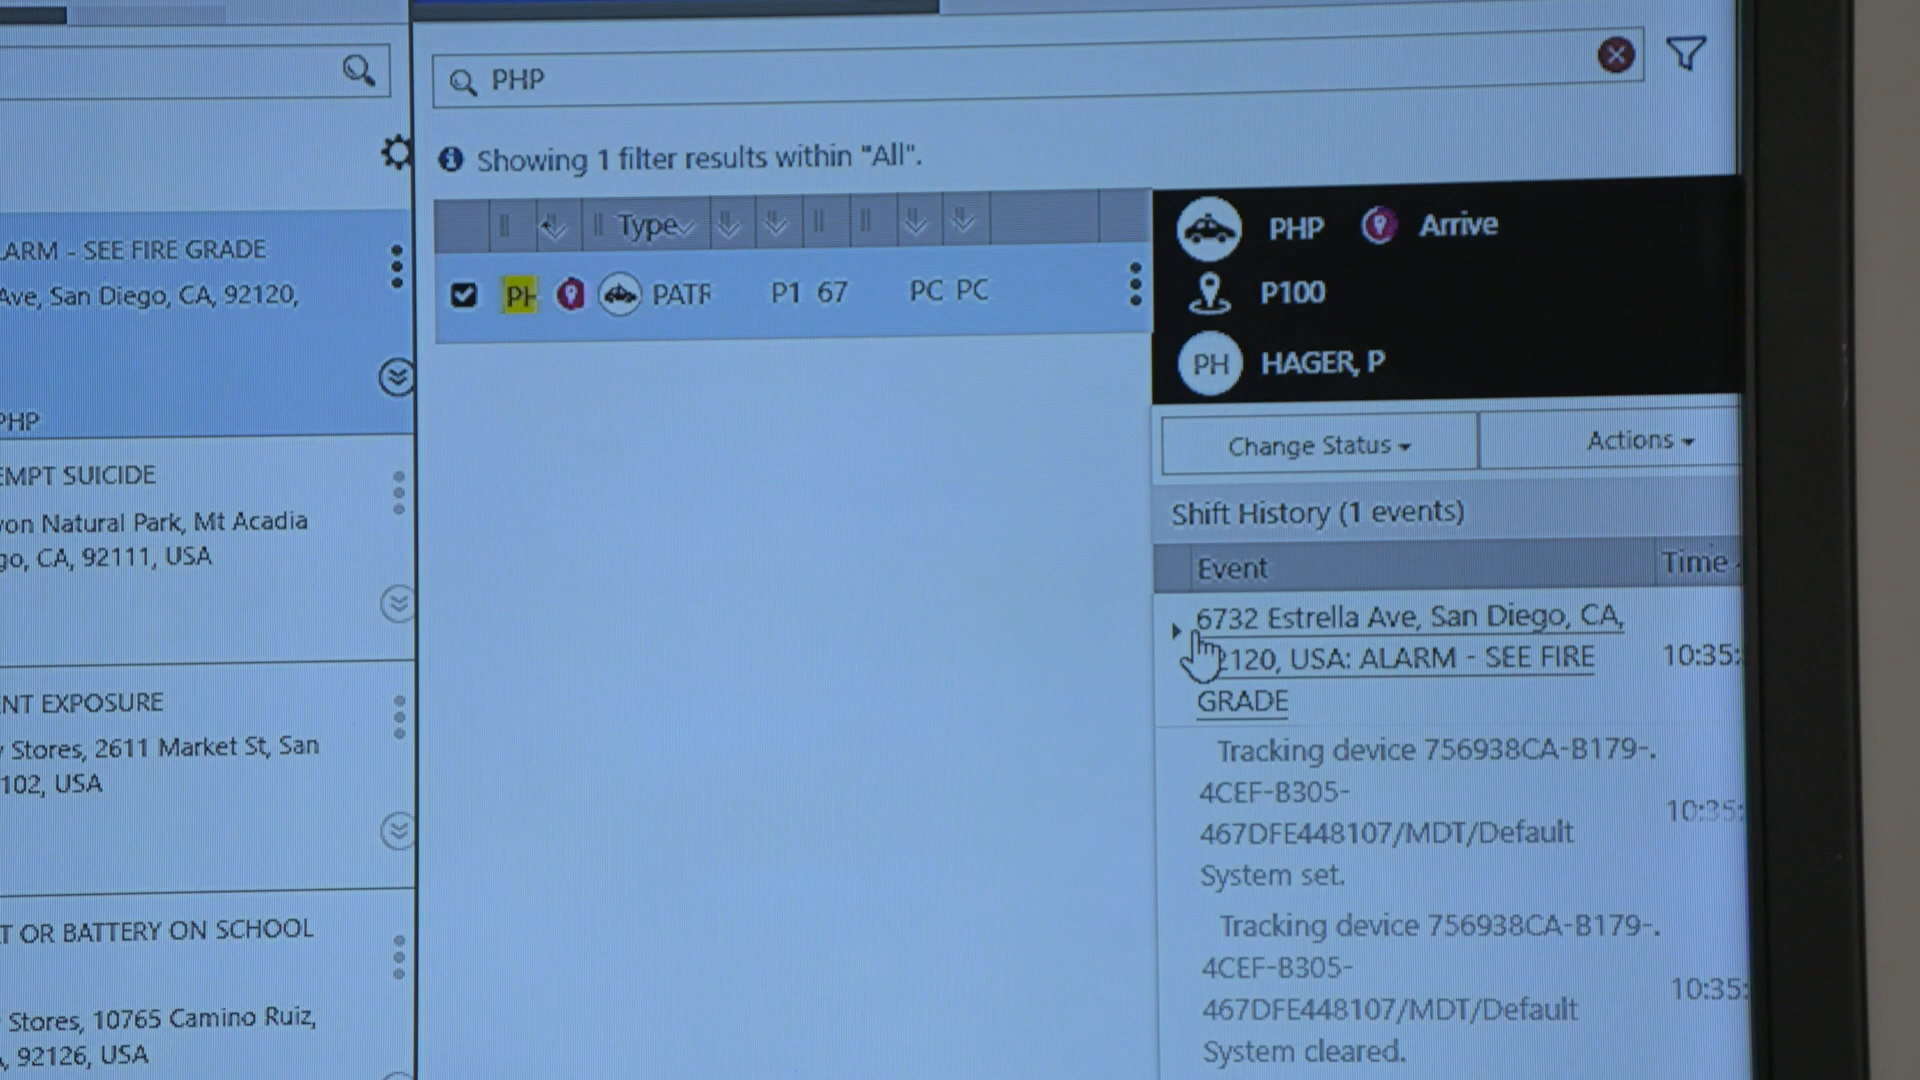 PHP
Showing 1 filter results within "All".
Type
PATR P1 67 PC PC
LARM - SEE FIRE GRADE
Ave, San Diego, CA, 92120,
PHP
EMPT SUICIDE
yon Natural Park, Mt Acadia
go, CA, 92111, USA
NT EXPOSURE
Stores, 2611 Market St, San
102, USA
T OR BATTERY ON SCHOOL
Stores, 10765 Camino Ruiz,
, 92126, USA
PHP Arrive
P100
PH HAGER, P
Change Status Actions
Shift History (1 events)
Event Time
6732 Estrella Ave, San Diego, CA,
2120, USA: ALARM - SEE FIRE 10:35:
GRADE
Tracking device 756938CA-B179-.
4CEF-B305-
10:35:
467DFE448107/MDT/Default
System set.
Tracking device 756938CA-B179-.
4CEF-B305-
10:35:
467DFE448107/MDT/Default
System cleared.